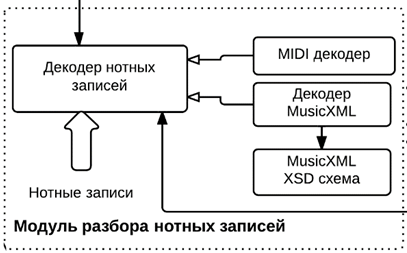 Декодер нотных
записей
MIDI декодер
Декодер
MusicXML
MusicXML
XSD схема
Нотные записи
Модуль разбора нотных записей